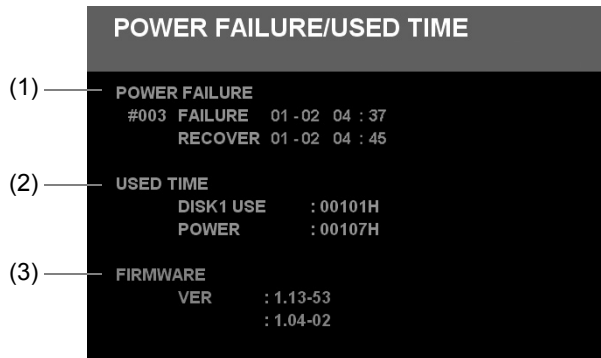 POWER FAILURE/USED TIME
(1) POWER FAILURE
#003 FAILURE 01-02 04 : 37
RECOVER 01-02 04 : 45
(2) USED TIME
DISK1 USE : 00101H
POWER : 00107H
(3) FIRMWARE
VER : 1.13-53
: 1.04-02